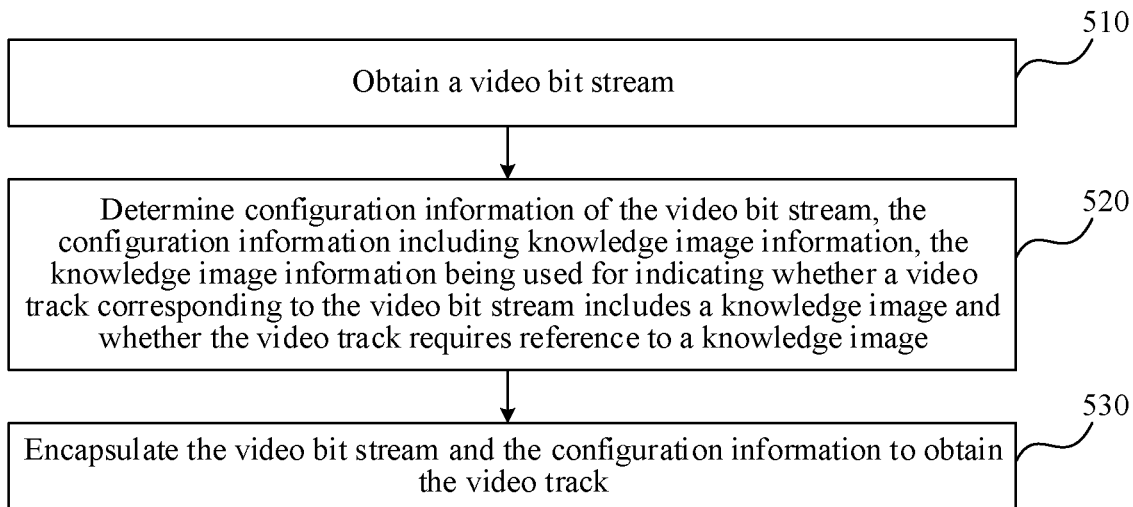 510
Obtain a video bit stream
520
Determine configuration information of the video bit stream, the
configuration information including knowledge image information, the
knowledge image information being used for indicating whether a video
track corresponding to the video bit stream includes a knowledge image and
whether the video track requires reference to a knowledge image
530
Encapsulate the video bit stream and the configuration information to obtain
the video track